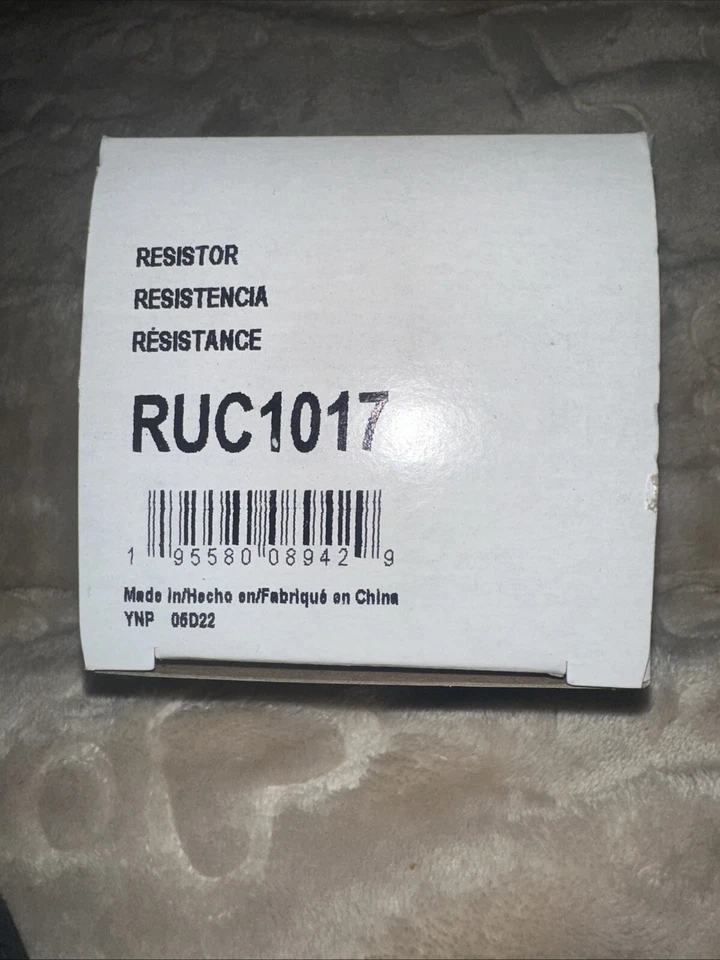 RESISTOR
RESISTENCIA
RÉSISTANCE
RUC1017
1 95580 08942 9
Made in/Hecho en/Fabriqué en China
YNP 05D22